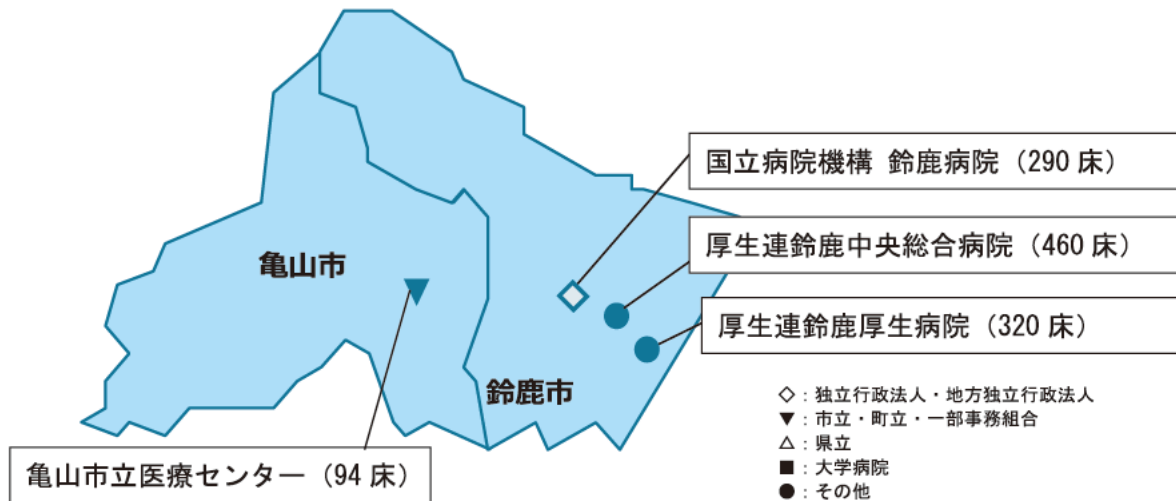 国立病院機構 鈴鹿病院（290 床）
厚生連鈴鹿中央総合病院（460 床）
亀山市
厚生連鈴鹿厚生病院（320 床）
鈴鹿市
亀山市立医療センター（94 床）
◇：独立行政法人・地方独立行政法人
▼：市立・町立・一部事務組合
△：県立
■：大学病院
●：その他